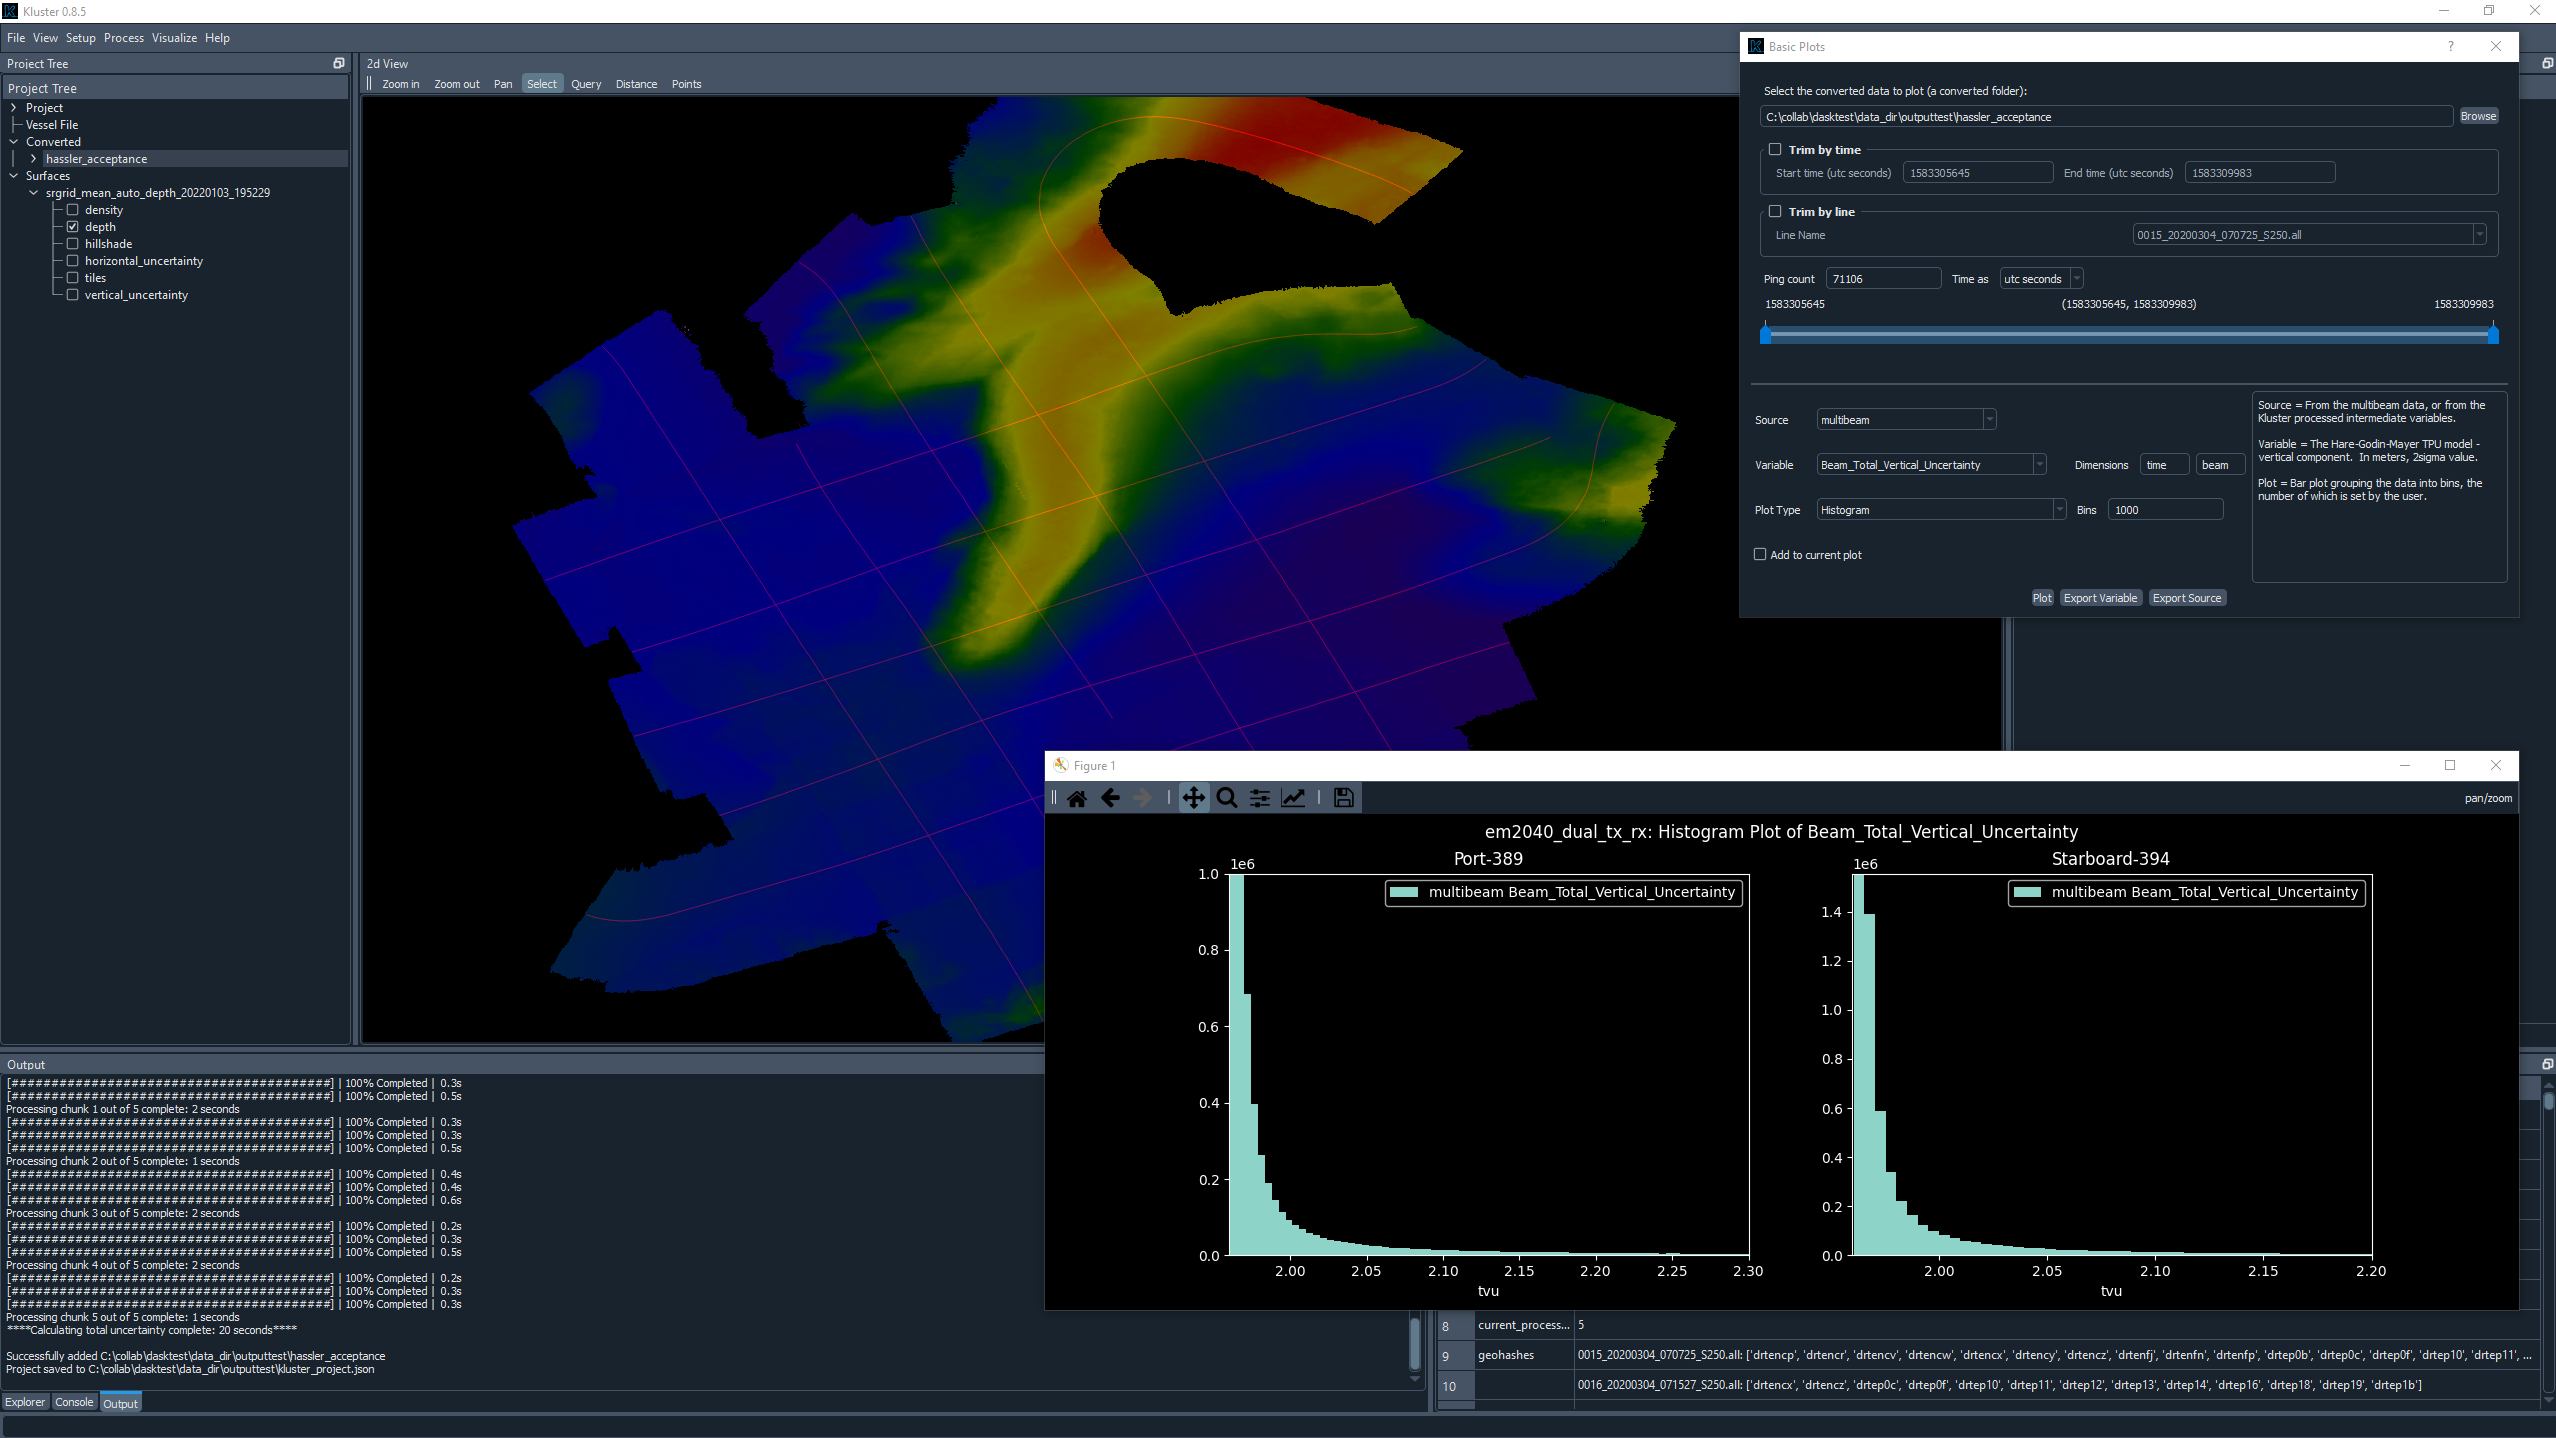 Kluster 0.8.5
File View Setup Process Visualize Help
Project Tree
Project Tree
Project
Vessel File
Converted
hassler_acceptance
Surfaces
srgrid_mean_auto_depth_20220103_195229
density
depth
hillshade
horizontal_uncertainty
tiles
vertical_uncertainty
2d View
Zoom in Zoom out Pan Select Query Distance Points
Basic Plots
?
Select the converted data to plot (a converted folder):
C:\collab\dasktest\data_dir\outputtest\hassler_acceptance Browse
Trim by time
Start time (utc seconds) 1583305645 End time (utc seconds) 1583309983
Trim by line
Line Name 0015_20200304_070725_S250.all
Ping count 71106 Time as utc seconds
1583305645 (1583305645, 1583309983) 1583309983
Source multibeam
Variable Beam_Total_Vertical_Uncertainty Dimensions time beam
Plot Type Histogram Bins 1000
Add to current plot
Source = From the multibeam data, or from the
Kluster processed intermediate variables.
Variable = The Hare-Godin-Mayer TPU model -
vertical component. In meters, 2sigma value.
Plot = Bar plot grouping the data into bins, the
number of which is set by the user.
Plot Export Variable Export Source
Figure 1
pan/zoom
em2040_dual_tx_rx: Histogram Plot of Beam_Total_Vertical_Uncertainty
Port-389
1e6
multibeam Beam_Total_Vertical_Uncertainty
1.0
0.8
0.6
0.4
0.2
0.0
2.00 2.05 2.10 2.15 2.20 2.25 2.30
tvu
Starboard-394
1e6
multibeam Beam_Total_Vertical_Uncertainty
1.4
1.2
1.0
0.8
0.6
0.4
0.2
0.0
2.00 2.05 2.10 2.15 2.20
tvu
Output
[########################################] | 100% Completed | 0.3s
[########################################] | 100% Completed | 0.5s
Processing chunk 1 out of 5 complete: 2 seconds
[########################################] | 100% Completed | 0.3s
[########################################] | 100% Completed | 0.3s
[########################################] | 100% Completed | 0.5s
Processing chunk 2 out of 5 complete: 1 seconds
[########################################] | 100% Completed | 0.4s
[########################################] | 100% Completed | 0.4s
[########################################] | 100% Completed | 0.6s
Processing chunk 3 out of 5 complete: 2 seconds
[########################################] | 100% Completed | 0.2s
[########################################] | 100% Completed | 0.3s
[########################################] | 100% Completed | 0.5s
Processing chunk 4 out of 5 complete: 2 seconds
[########################################] | 100% Completed | 0.2s
[########################################] | 100% Completed | 0.3s
[########################################] | 100% Completed | 0.3s
Processing chunk 5 out of 5 complete: 1 seconds
****Calculating total uncertainty complete: 20 seconds****
Successfully added C:\collab\dasktest\data_dir\outputtest\hassler_acceptance
Project saved to C:\collab\dasktest\data_dir\outputtest\kluster_project.json
Explorer Console Output
8 current_process... 5
9 geohashes 0015_20200304_070725_S250.all: ['drtencp', 'drtencr', 'drtencv', 'drtencw', 'drtencx', 'drtency', 'drtencz', 'drtenfj', 'drtenfn', 'drtenfp', 'drtep0b', 'drtep0c', 'drtep0f', 'drtep10', 'drtep11', ...
10 0016_20200304_071527_S250.all: ['drtencx', 'drtencz', 'drtep0c', 'drtep0f', 'drtep10', 'drtep11', 'drtep12', 'drtep13', 'drtep14', 'drtep16', 'drtep18', 'drtep19', 'drtep1b']